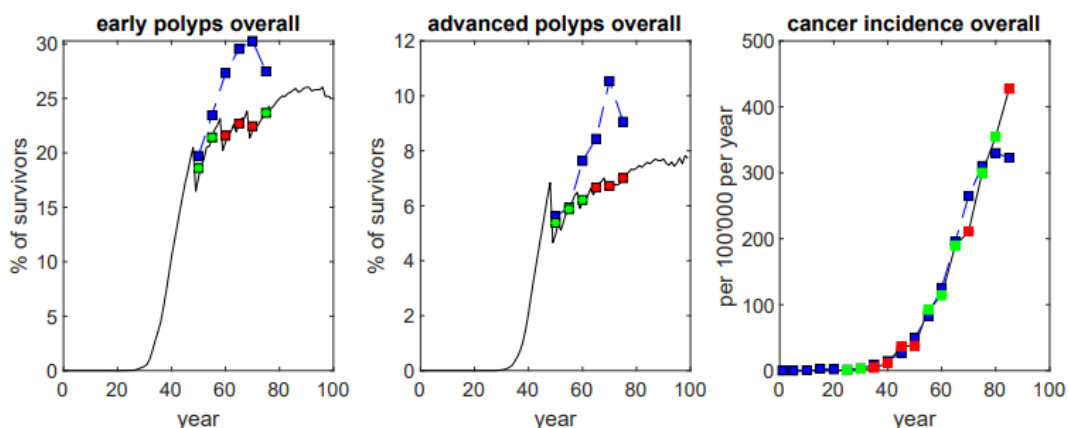 early polyps overall
% of survivors
30
25
20
15
10
5
0
0 20 40 60 80 100
year
advanced polyps overall
% of survivors
12
10
8
6
4
2
0
0 20 40 60 80 100
year
cancer incidence overall
per 100'000 per year
500
400
300
200
100
0
0 20 40 60 80 100
year